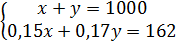 x + y = 1000
0,15x + 0,17y = 162